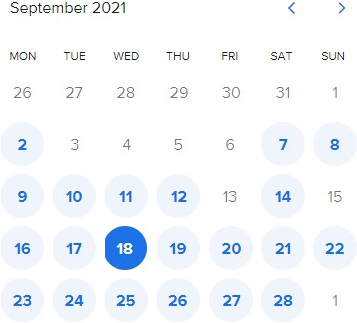 September 2021
MON TUE WED THU FRI SAT SUN
26 27 28 29 30 31 1
2 3 4 5 6 7 8
9 10 11 12 13 14 15
16 17 18 19 20 21 22
23 24 25 26 27 28 1